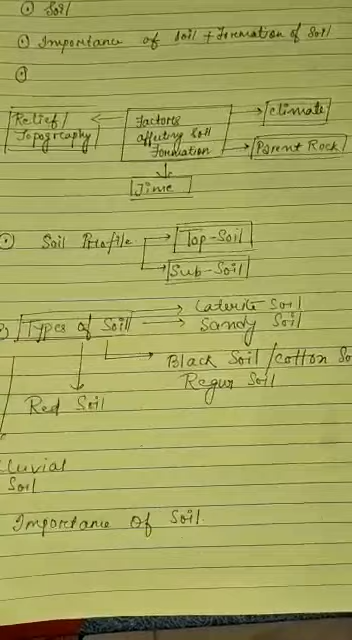 ① Soil
① Importance of Soil + Formation of Soil
①
Relief/ Topography
Factors affecting Soil Formation
Climate
Parent Rock
Time
Soil Profile
Top-Soil
Sub-Soil
Types of Soil
Laterite Soil
Sandy Soil
Black Soil /cotton So
Regur Soil
Red Soil
lluvial
Soil
Importance of Soil.